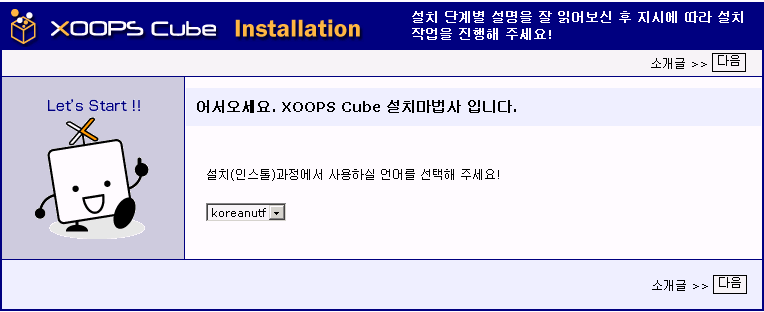 XOOPS Cube Installation
설치 단계별 설명을 잘 읽어보신 후 지시에 따라 설치
작업을 진행해 주세요!
소개글 >> 다음
Let's Start !!
어서오세요. XOOPS Cube 설치마법사 입니다.
설치(인스톨)과정에서 사용하실 언어를 선택해 주세요!
koreanutf
소개글 >> 다음